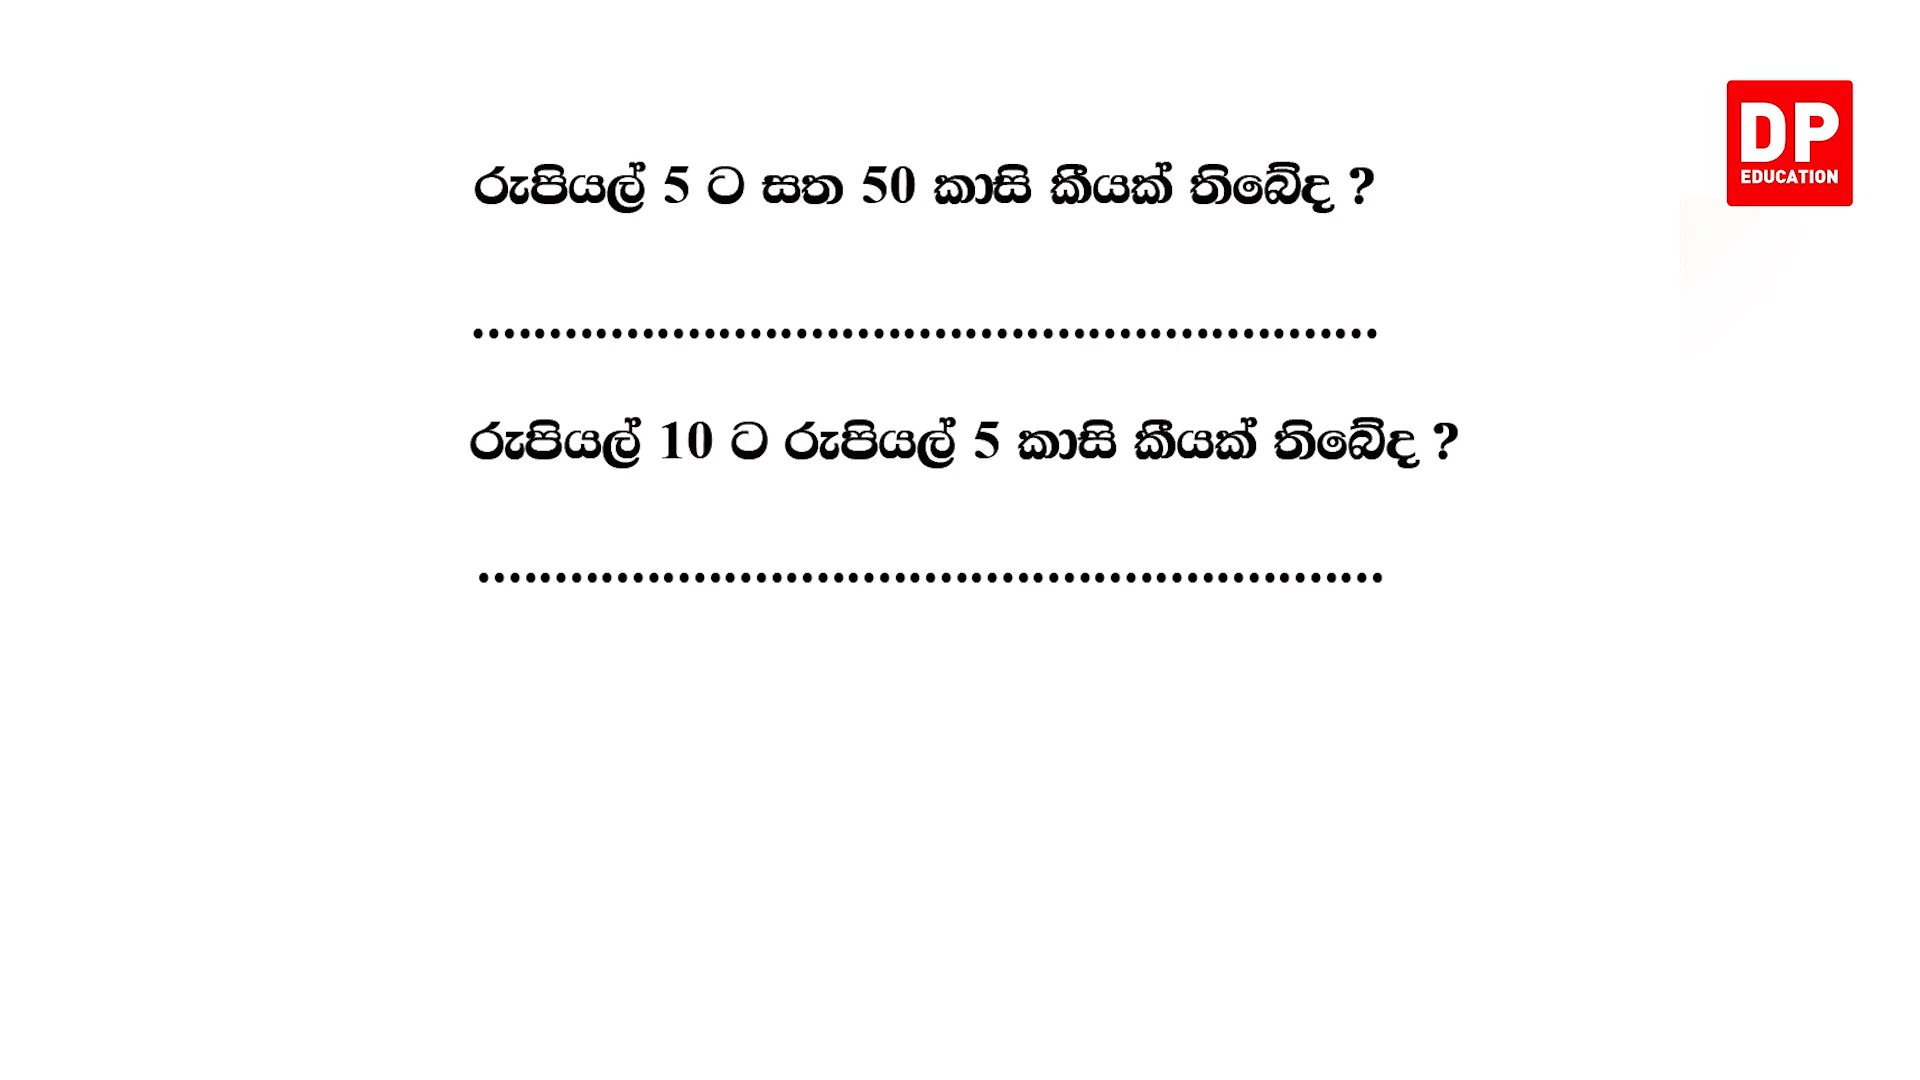 DP
EDUCATION
රුපියල් 5 ට සත 50 කාසි කීයක් තිබේද ?
...........................................................
රුපියල් 10 ට රුපියල් 5 කාසි කීයක් තිබේද ?
...........................................................